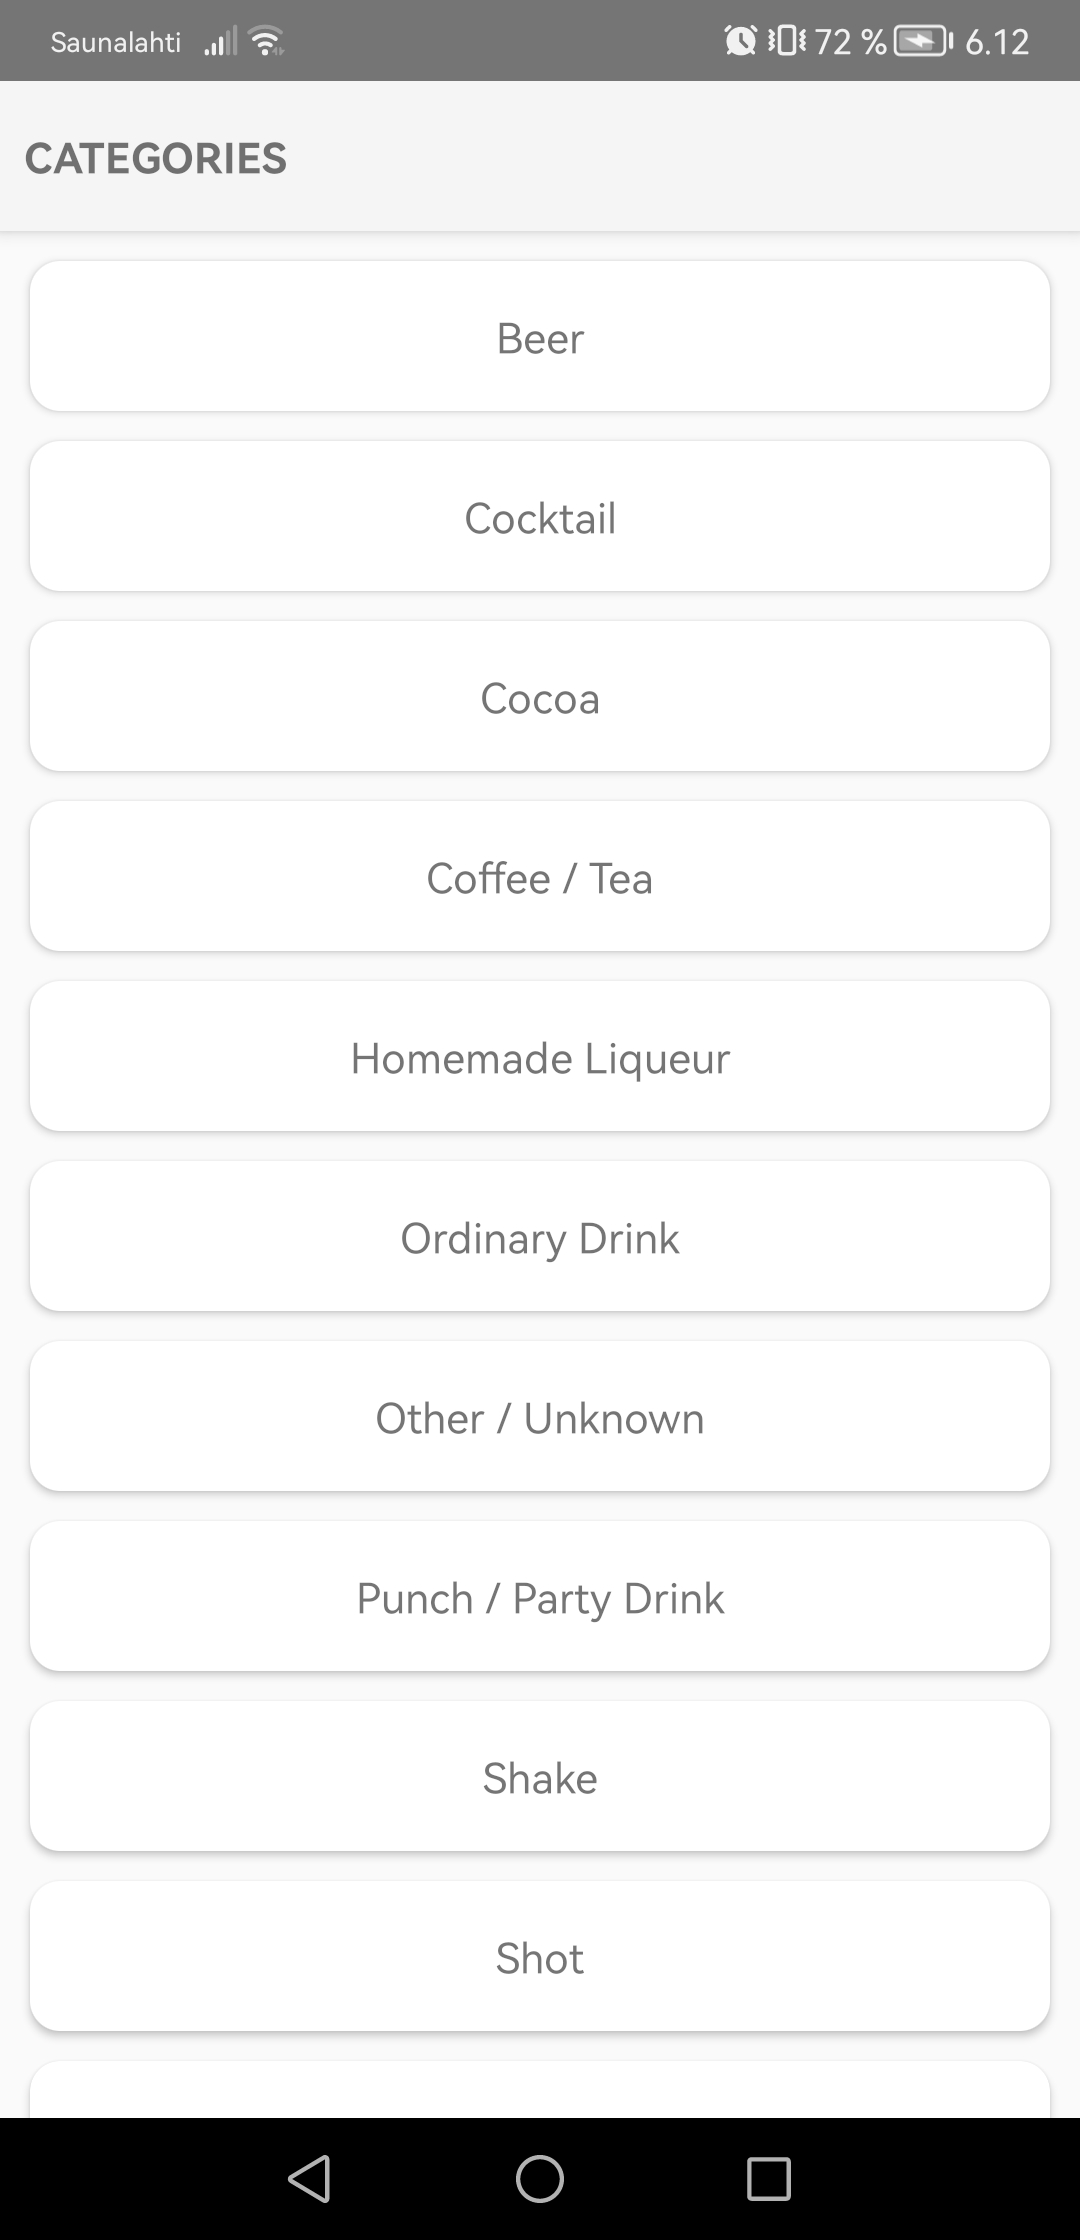 Saunalahti 72 % 6.12
CATEGORIES
Beer
Cocktail
Cocoa
Coffee / Tea
Homemade Liqueur
Ordinary Drink
Other / Unknown
Punch / Party Drink
Shake
Shot